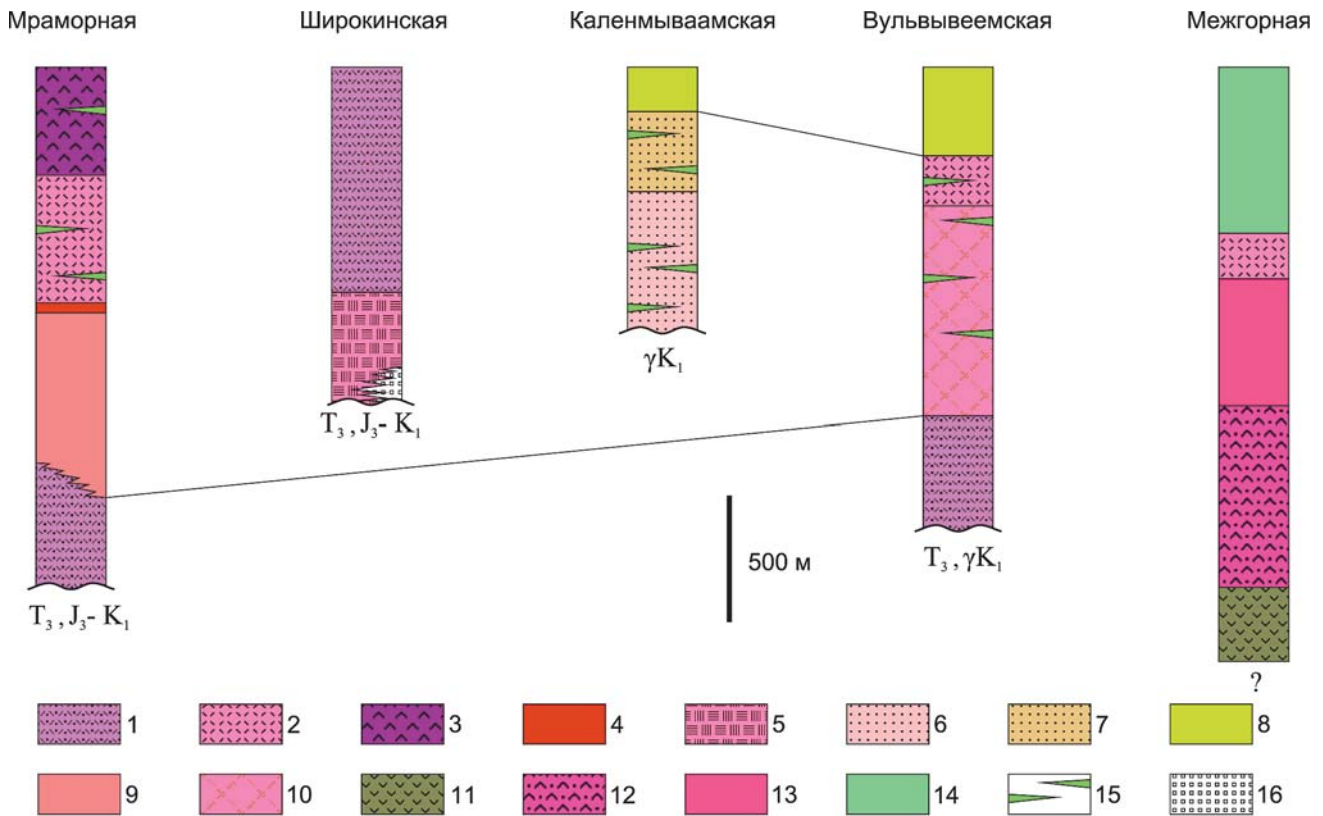 Мраморная Широкинская Каленмываамская Вульвывеемская Межгорная
γK₁
T₃ , J₃- K₁
500 м
T₃ , γK₁
T₃ , J₃- K₁
?
1 2 3 4 5 6 7 8
9 10 11 12 13 14 15 16